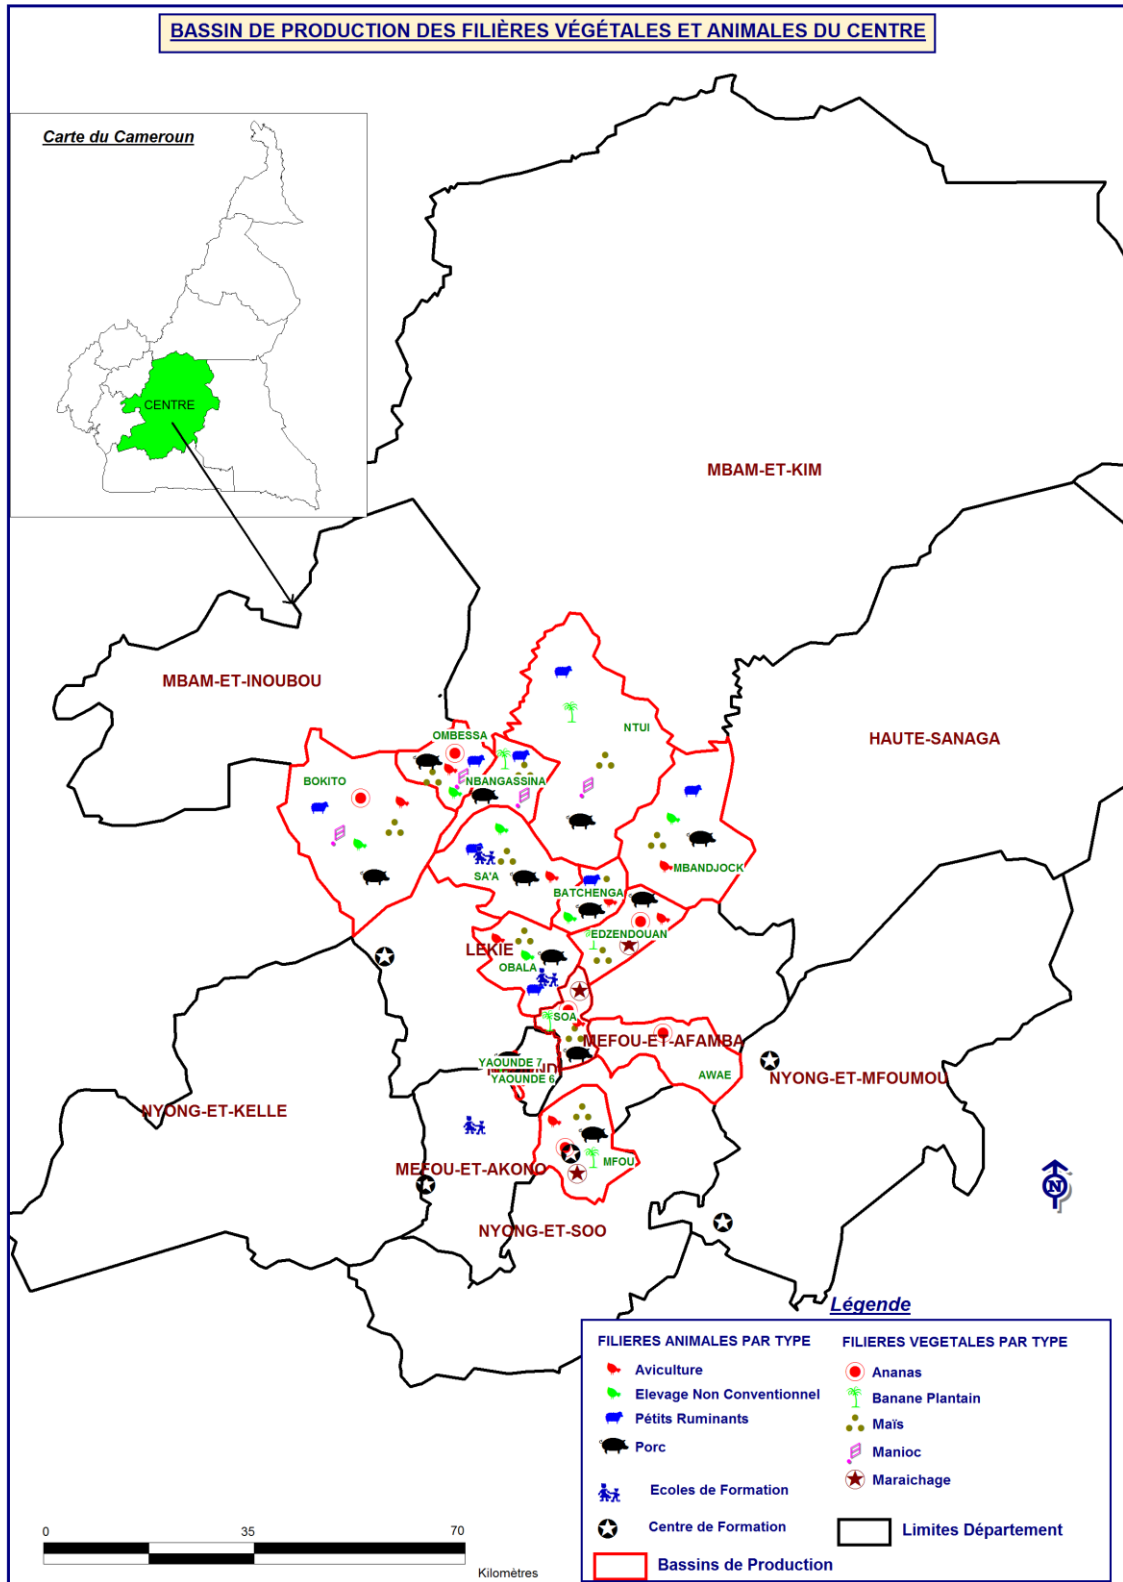 BASSIN DE PRODUCTION DES FILIÈRES VÉGÉTALES ET ANIMALES DU CENTRE
Carte du Cameroun
CENTRE
MBAM-ET-KIM
MBAM-ET-INOUBOU
HAUTE-SANAGA
NTUI
OMBESSA
BOKITO
NBANGASSINA
MBANDJOCK
SA'A
BATCHENGA
EDZENDOUAN
LEKIE
OBALA
SOA
MEFOU-ET-AFAMBA
YAOUNDE 7
YAOUNDE 6
AWAE
NYONG-ET-MFOUMOU
NYONG-ET-KELLE
MFOU
MEFOU-ET-AKONO
NYONG-ET-SOO
N
Légende
FILIERES ANIMALES PAR TYPE
Aviculture
Elevage Non Conventionnel
Pétits Ruminants
Porc
Ecoles de Formation
Centre de Formation
Bassins de Production
FILIERES VEGETALES PAR TYPE
Ananas
Banane Plantain
Maïs
Manioc
Maraichage
Limites Département
0 35 70
Kilomètres